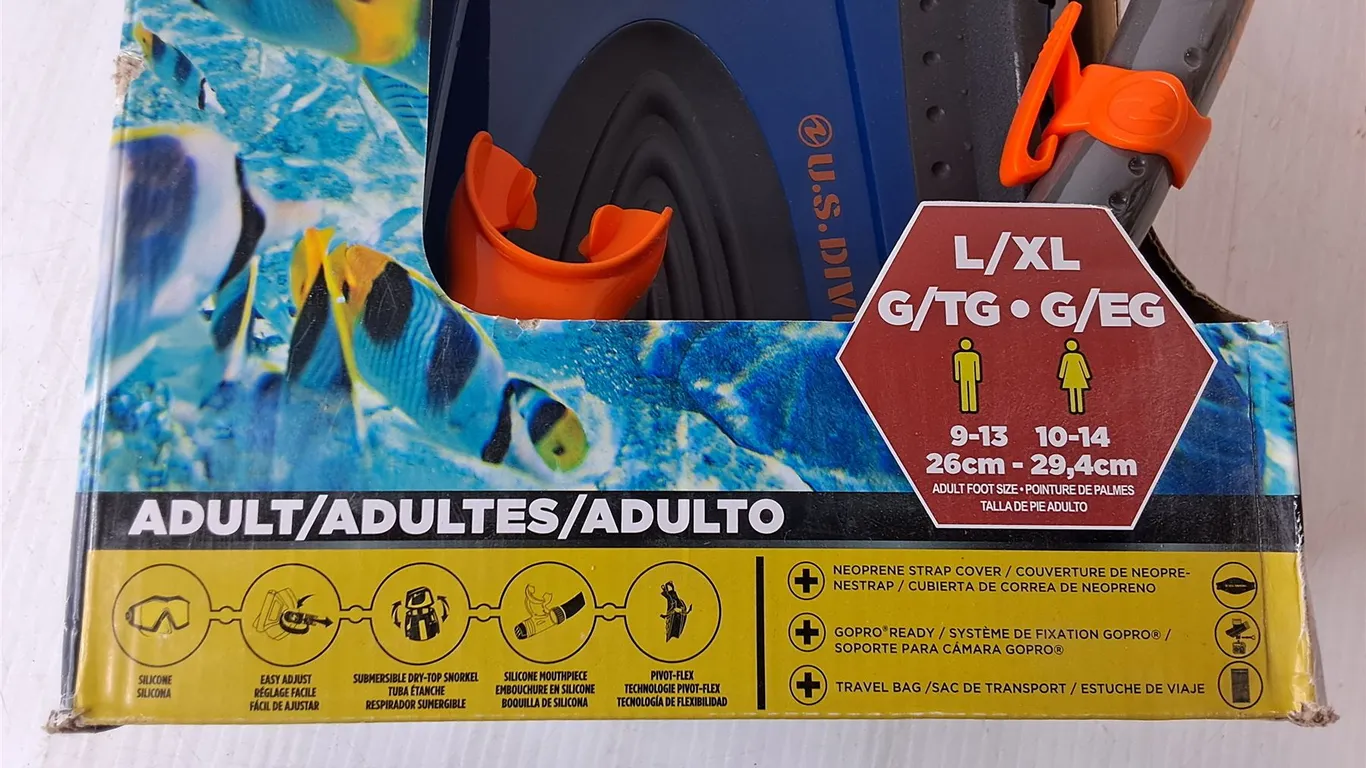 U.S. DIV
L/XL
G/TG • G/EG
9-13 10-14
26cm - 29,4cm
ADULT FOOT SIZE • POINTURE DE PALMES
TALLA DE PIE ADULTO
ADULT/ADULTES/ADULTO
SILICONE
SILICONA
EASY ADJUST
RÉGLAGE FACILE
FÁCIL DE AJUSTAR
SUBMERSIBLE DRY-TOP SNORKEL
TUBA ÉTANCHE
RESPIRADOR SUMERGIBLE
SILICONE MOUTHPIECE
EMBOUCHURE EN SILICONE
BOQUILLA DE SILICONA
PIVOT-FLEX
TECHNOLOGIE PIVOT-FLEX
TECNOLOGÍA DE FLEXIBILIDAD
NEOPRENE STRAP COVER / COUVERTURE DE NEOPRE-
NESTRAP / CUBIERTA DE CORREA DE NEOPRENO
GOPRO® READY / SYSTÈME DE FIXATION GOPRO® /
SOPORTE PARA CÁMARA GOPRO®
TRAVEL BAG / SAC DE TRANSPORT / ESTUCHE DE VIAJE